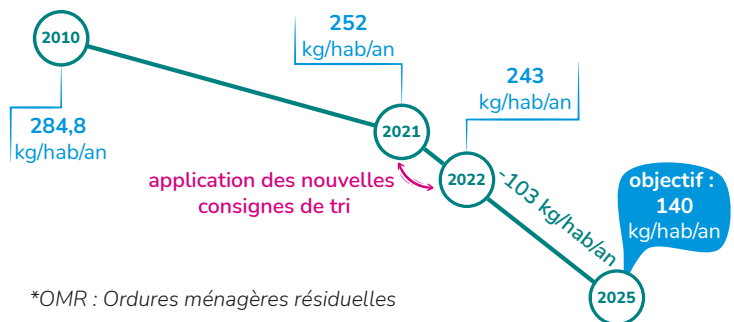 2010
284,8
kg/hab/an
252
kg/hab/an
2021
243
kg/hab/an
2022
application des nouvelles
consignes de tri
-103 kg/hab/an
objectif :
140
kg/hab/an
2025
*OMR : Ordures ménagères résiduelles